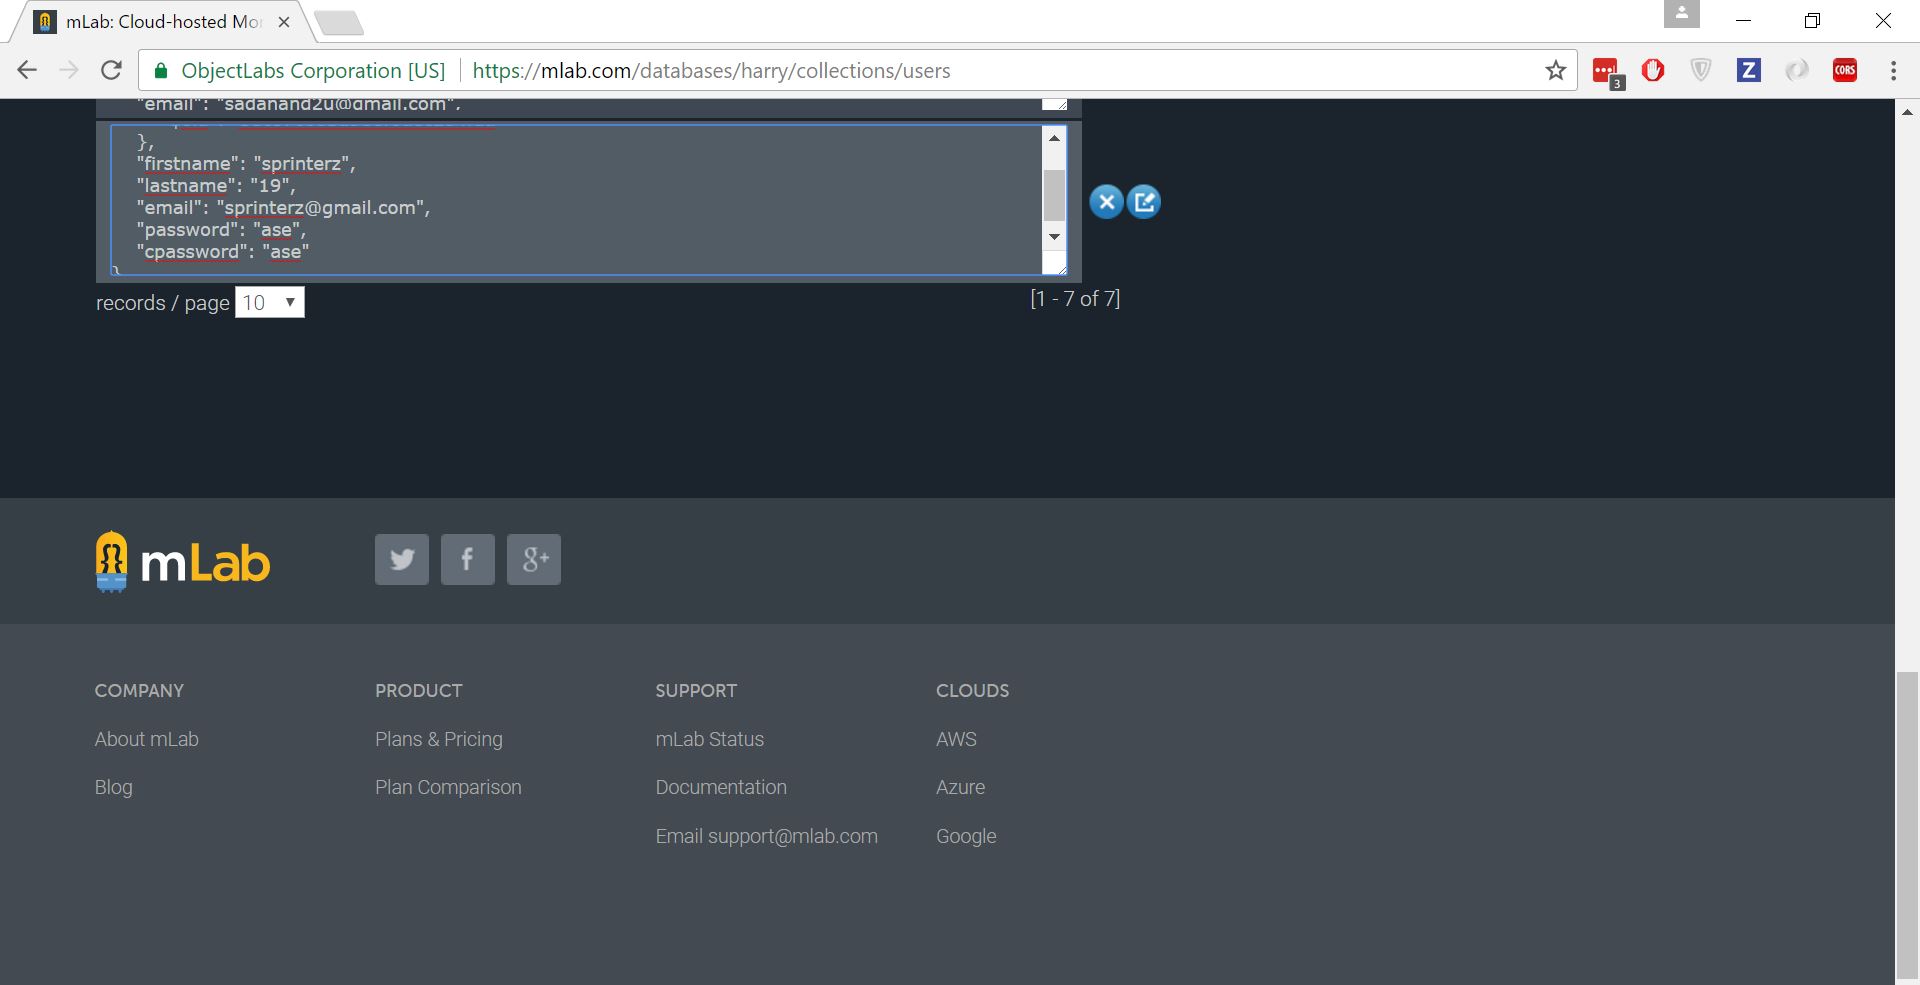 mLab: Cloud-hosted Mo
ObjectLabs Corporation [US]
https://mlab.com/databases/harry/collections/users
3
Z
CORS
"email": "sadanand2u@gmail.com",
},
"firstname": "sprinterz",
"lastname": "19",
"email": "sprinterz@gmail.com",
"password": "ase",
"cpassword": "ase"
}
records / page 10
[1 - 7 of 7]
mLab
f
g+
COMPANY
About mLab
Blog
PRODUCT
Plans & Pricing
Plan Comparison
SUPPORT
mLab Status
Documentation
Email support@mlab.com
CLOUDS
AWS
Azure
Google